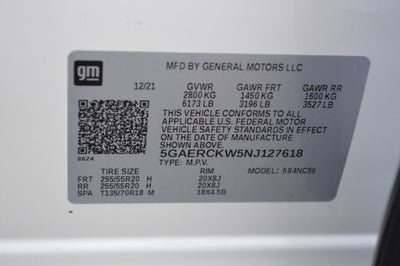 gm
MFD BY GENERAL MOTORS LLC
12/21 GVWR GAWR FRT GAWR RR
2800 KG 1450 KG 1600 KG
6173 LB 3196 LB 3527 LB
THIS VEHICLE CONFORMS TO ALL
APPLICABLE U.S. FEDERAL MOTOR
VEHICLE SAFETY STANDARDS IN EFFECT
ON THE DATE OF MANUFACTURE
SHOWN ABOVE.
5GAERCKW5NJ127618
8624
TYPE: M.P.V.
MODEL: 584NC56
TIRE SIZE RIM
FRT 255/55R20 H 20X8J
RR 255/55R20 H 20X8J
SPA T135/70R18 M 18X4.5B